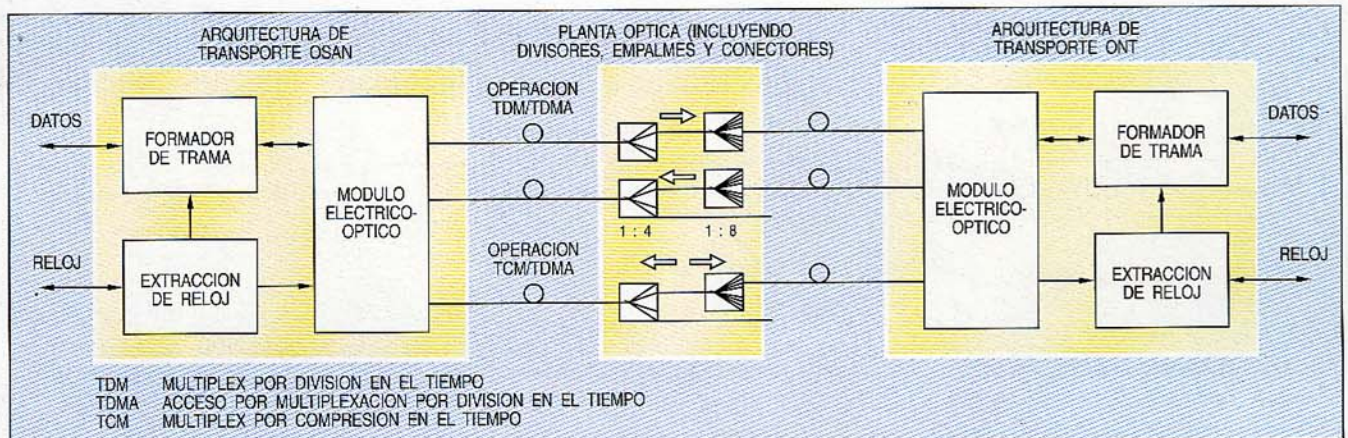 ARQUITECTURA DE
TRANSPORTE OSAN
PLANTA OPTICA (INCLUYENDO
DIVISORES, EMPALMES Y CONECTORES)
ARQUITECTURA DE
TRANSPORTE ONT
DATOS
FORMADOR
DE TRAMA
RELOJ
EXTRACCION
DE RELOJ
MODULO
ELECTRICO-
OPTICO
OPERACION
TDM/TDMA
OPERACION
TCM/TDMA
1 : 4
1 : 8
MODULO
ELECTRICO-
OPTICO
FORMADOR
DE TRAMA
DATOS
EXTRACCION
DE RELOJ
RELOJ
TDM MULTIPLEX POR DIVISION EN EL TIEMPO
TDMA ACCESO POR MULTIPLEXACION POR DIVISION EN EL TIEMPO
TCM MULTIPLEX POR COMPRESION EN EL TIEMPO